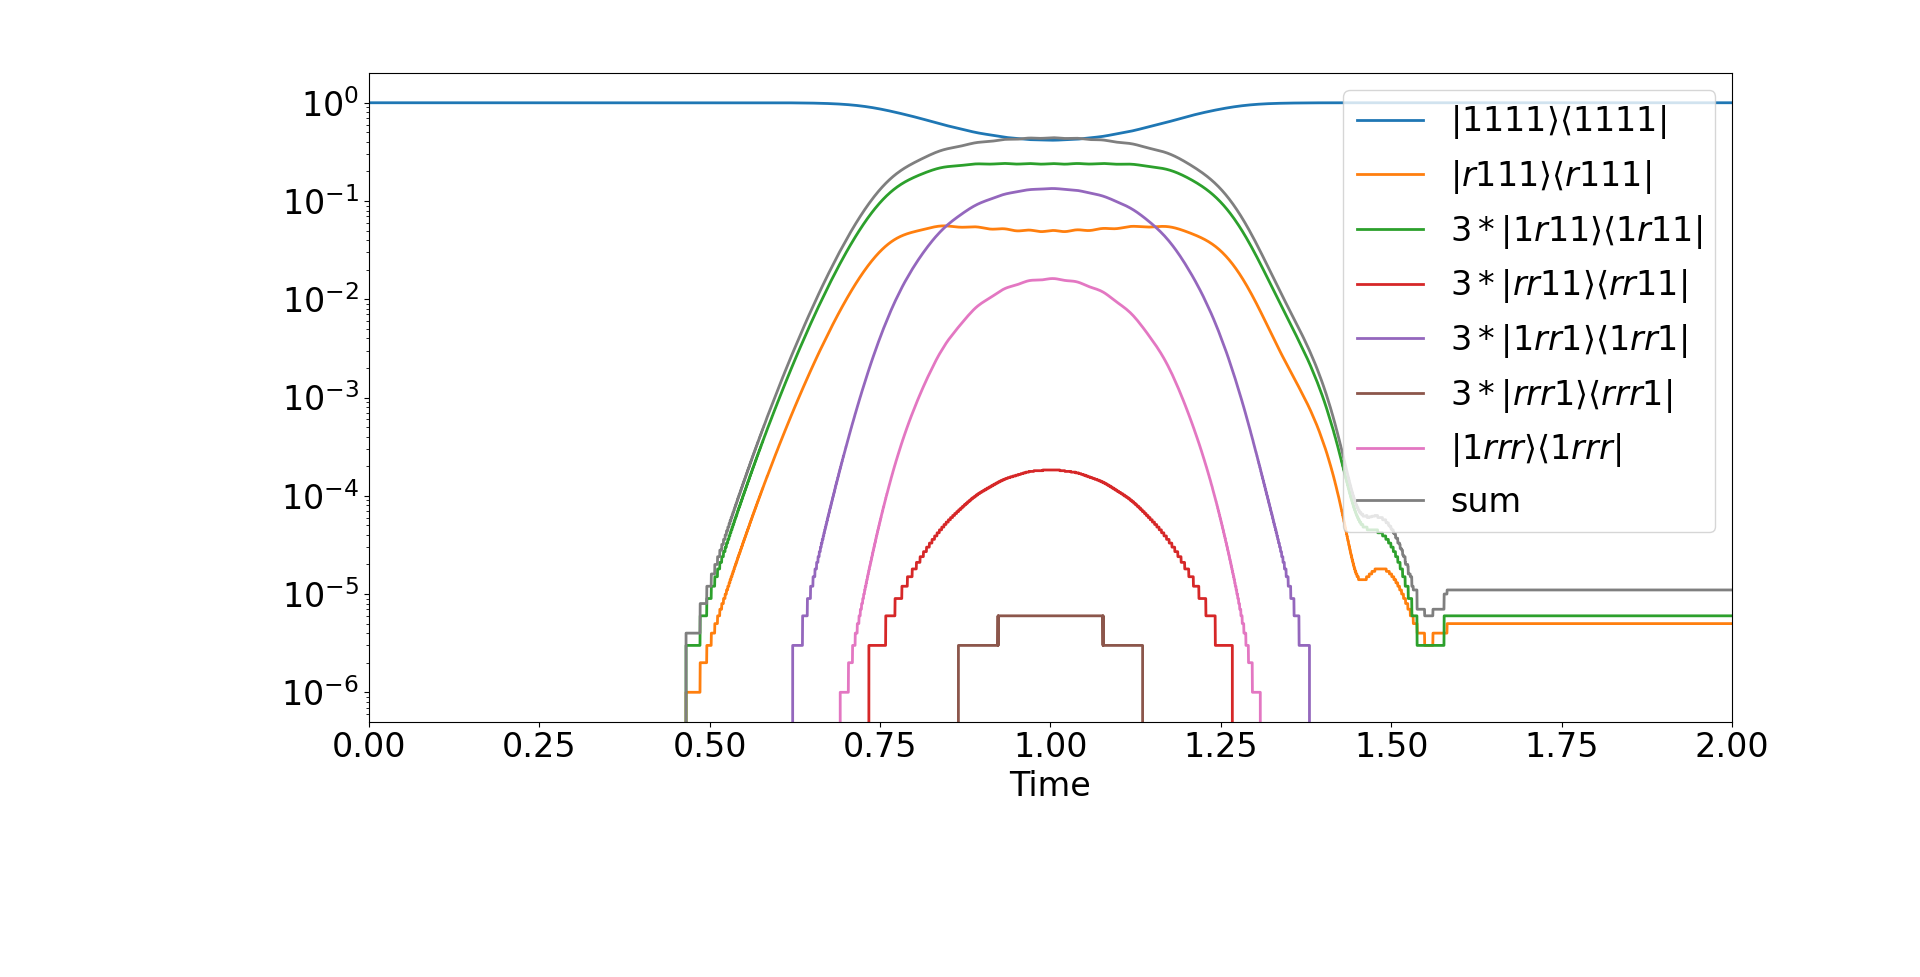 10⁰
10⁻¹
10⁻²
10⁻³
10⁻⁴
10⁻⁵
10⁻⁶
0.00 0.25 0.50 0.75 1.00 1.25 1.50 1.75 2.00
Time
|1111⟩⟨1111|
|r111⟩⟨r111|
3 * |1r11⟩⟨1r11|
3 * |rr11⟩⟨rr11|
3 * |1rr1⟩⟨1rr1|
3 * |rrr1⟩⟨rrr1|
|1rrr⟩⟨1rrr|
sum